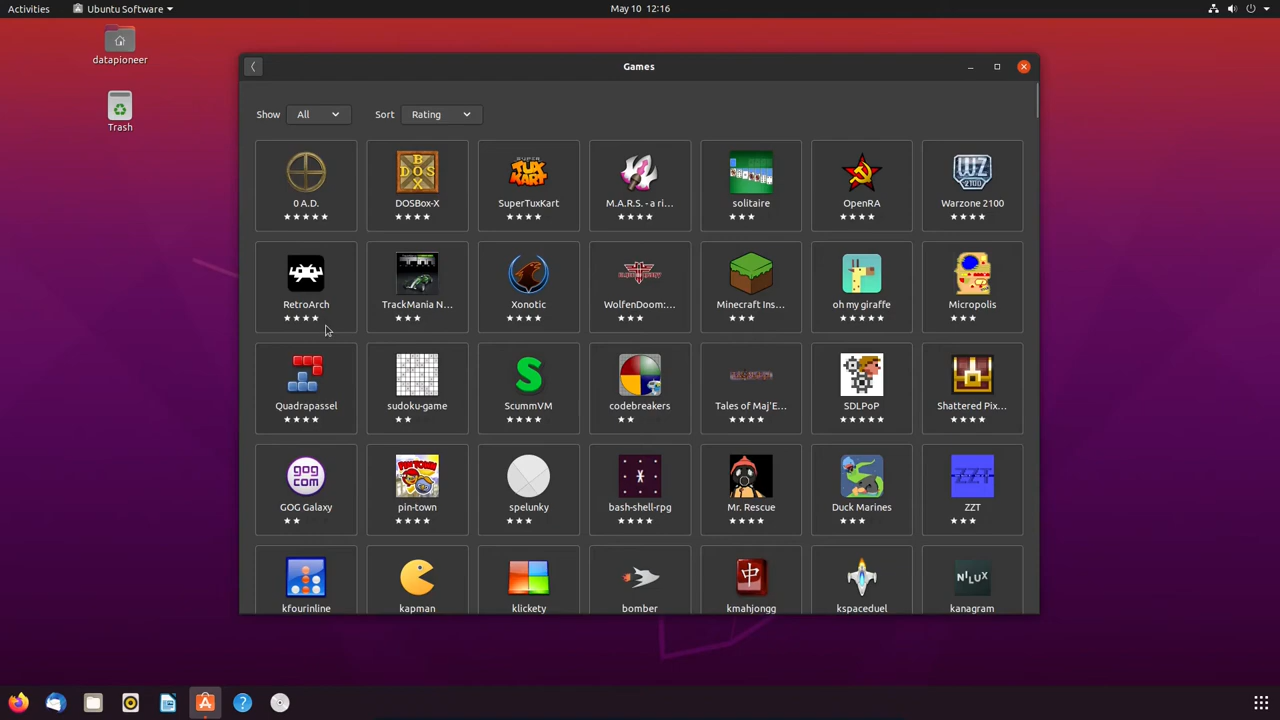 Activities
Ubuntu Software
May 10 12:16
datapioneer
Trash
Games
Show All Sort Rating
0 A.D.
DOSBox-X
SuperTuxKart
M.A.R.S. - a ri...
solitaire
OpenRA
Warzone 2100
RetroArch
TrackMania N...
Xonotic
WolfenDoom:...
Minecraft Ins...
oh my giraffe
Micropolis
Quadrapassel
sudoku-game
ScummVM
codebreakers
Tales of Maj'E...
SDLPoP
Shattered Pix...
GOG Galaxy
pin-town
spelunky
bash-shell-rpg
Mr. Rescue
Duck Marines
ZZT
kfourinline
kapman
klickety
bomber
kmahjongg
kspaceduel
kanagram